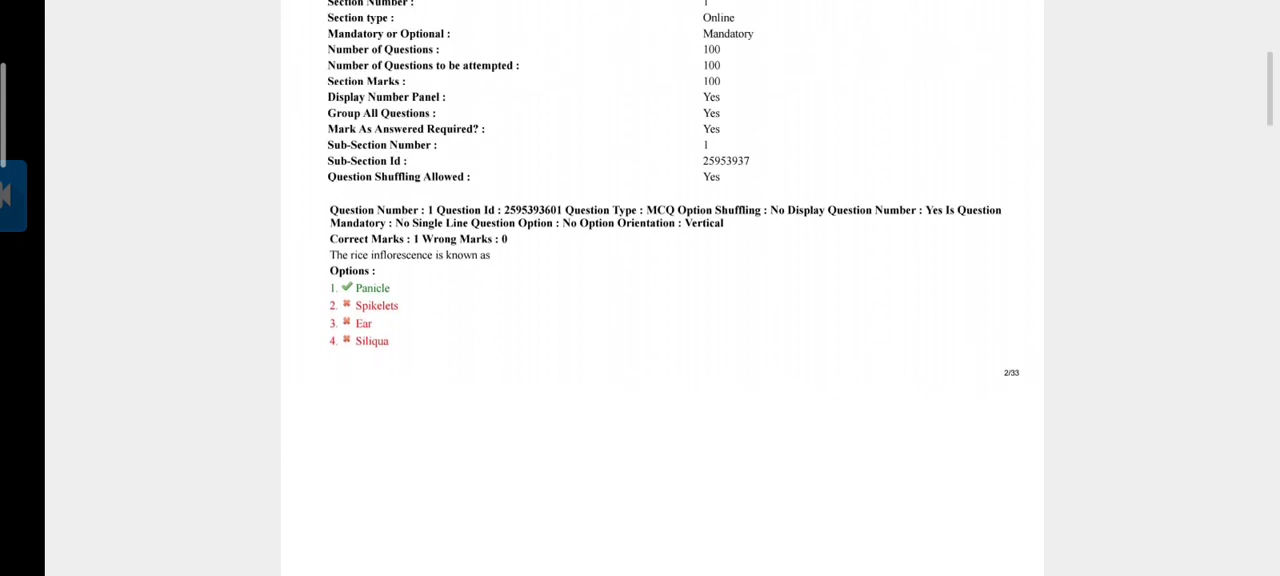 Section Number : 1
Section type : Online
Mandatory or Optional : Mandatory
Number of Questions : 100
Number of Questions to be attempted : 100
Section Marks : 100
Display Number Panel : Yes
Group All Questions : Yes
Mark As Answered Required? : Yes
Sub-Section Number : 1
Sub-Section Id : 25953937
Question Shuffling Allowed : Yes
Question Number : 1 Question Id : 2595393601 Question Type : MCQ Option Shuffling : No Display Question Number : Yes Is Question
Mandatory : No Single Line Question Option : No Option Orientation : Vertical
Correct Marks : 1 Wrong Marks : 0
The rice inflorescence is known as
Options :
1. Panicle
2. Spikelets
3. Ear
4. Siliqua
2/33